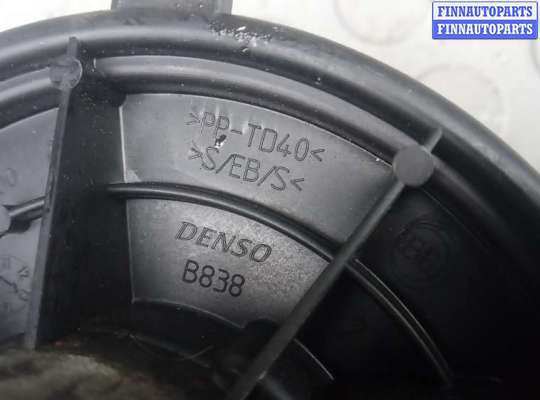 FINNAUTOPARTS
FINNAUTOPARTS
>PP-TD40<
>S/EB/S<
DENSO
B838